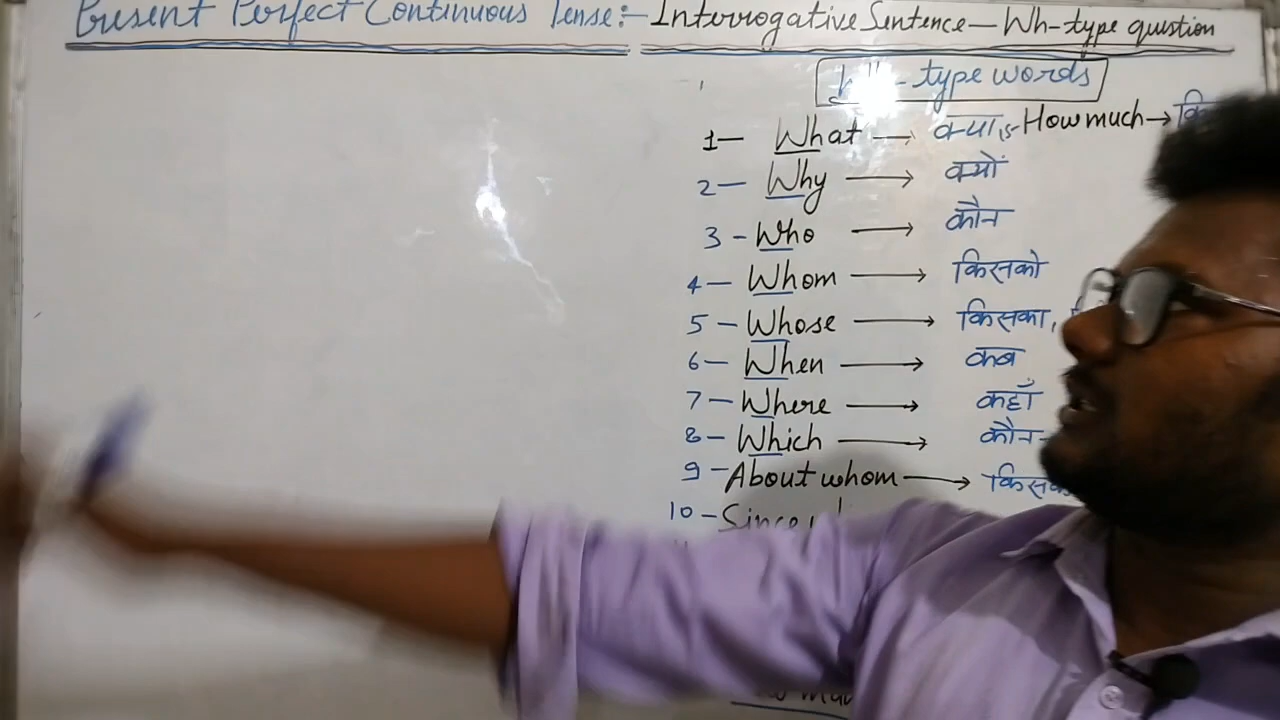 Present Perfect Continuous Tense:- Interrogative Sentence - Wh-type question
-type words
1- What → क्या, How much →
2- Why → क्यों
3- Who → कौन
4- Whom → किसको
5- Whose → किसका,
6- When → कब
7- Where → कहाँ
8- Which → कौन-
9- About whom →
10- Since